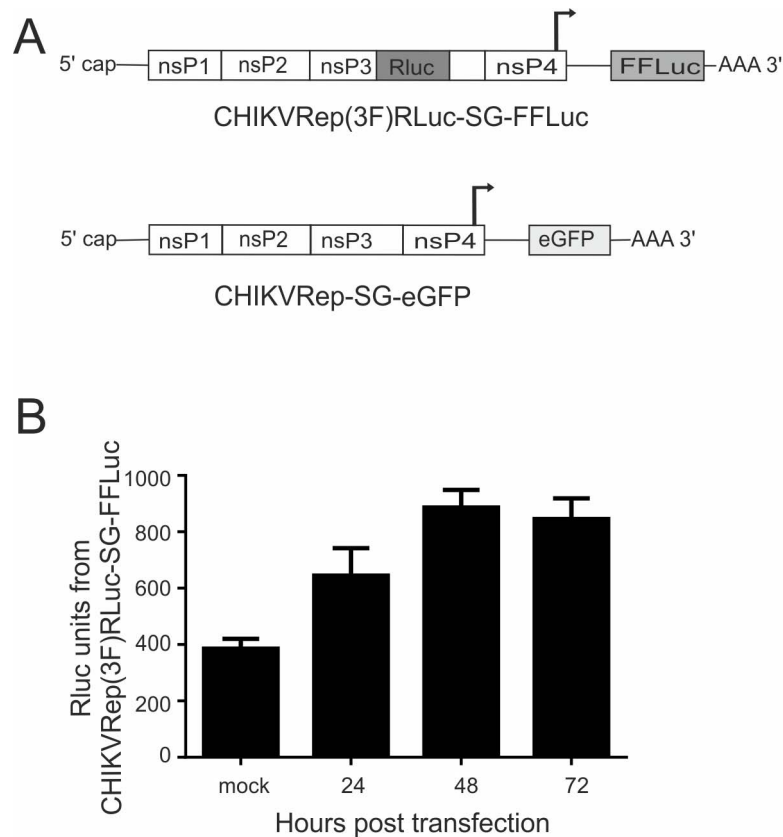 A
5' cap nsP1 nsP2 nsP3 Rluc nsP4 FFLuc AAA 3'
CHIKVRep(3F)RLuc-SG-FFLuc
5' cap nsP1 nsP2 nsP3 nsP4 eGFP AAA 3'
CHIKVRep-SG-eGFP
B
Rluc units from
CHIKVRep(3F)RLuc-SG-FFLuc
1000
800
600
400
200
0
mock 24 48 72
Hours post transfection